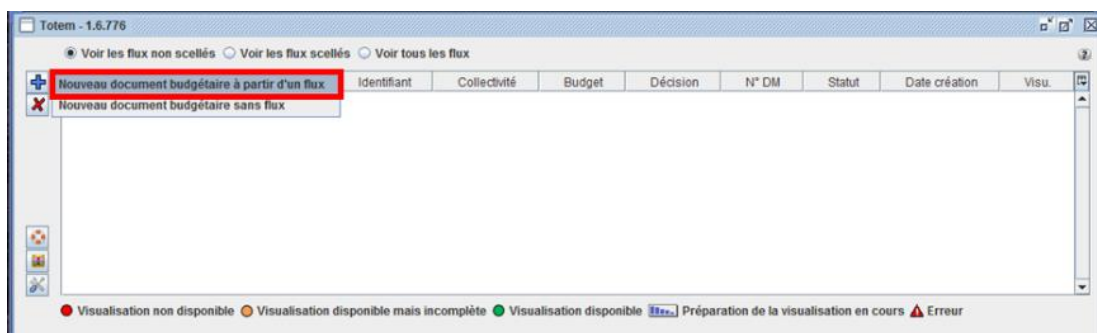 Totem - 1.6.776
Voir les flux non scellés Voir les flux scellés Voir tous les flux
Nouveau document budgétaire à partir d'un flux Identifiant Collectivité Budget Décision N° DM Statut Date création Visu.
Nouveau document budgétaire sans flux
Visualisation non disponible Visualisation disponible mais incomplète Visualisation disponible Préparation de la visualisation en cours Erreur